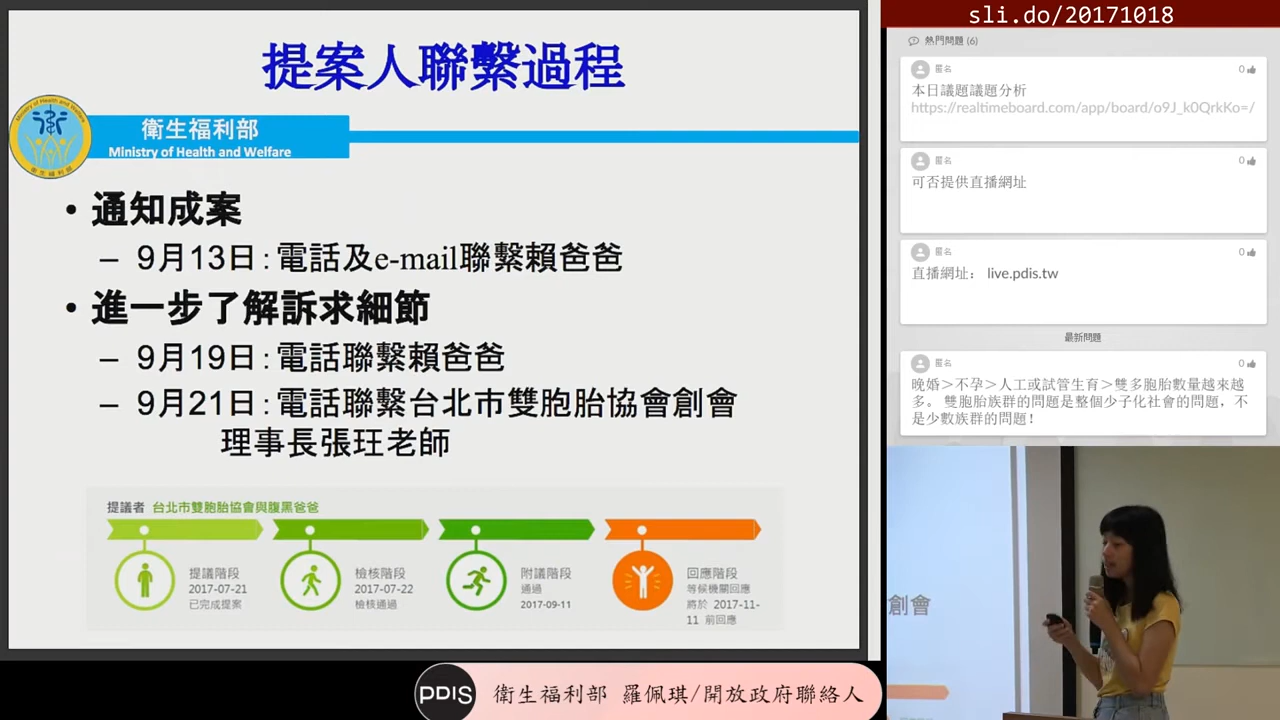 提案人聯繫過程
衛生福利部
Ministry of Health and Welfare
Ministry of Health and Welfare
衛生福利部
• 通知成案
– 9月13日:電話及e-mail聯繫賴爸爸
• 進一步了解訴求細節
– 9月19日:電話聯繫賴爸爸
– 9月21日:電話聯繫台北市雙胞胎協會創會
理事長張玨老師
提議者 台北市雙胞胎協會與腹黑爸爸
提議階段
2017-07-21
已完成提案
檢核階段
2017-07-22
檢核通過
附議階段
通過
2017-09-11
回應階段
等候機關回應
將於 2017-11-
11 前回應
sli.do/20171018
熱門問題 (6)
匿名
0
本日議題議題分析
https://realtimeboard.com/app/board/o9J_k0QrkKo=/
匿名
0
可否提供直播網址
匿名
0
直播網址: live.pdis.tw
最新問題
匿名
0
晚婚>不孕>人工或試管生育>雙多胞胎數量越來越
多。 雙胞胎族群的問題是整個少子化社會的問題，不
是少數族群的問題!
創會
PDIS
衛生福利部 羅佩琪/開放政府聯絡人